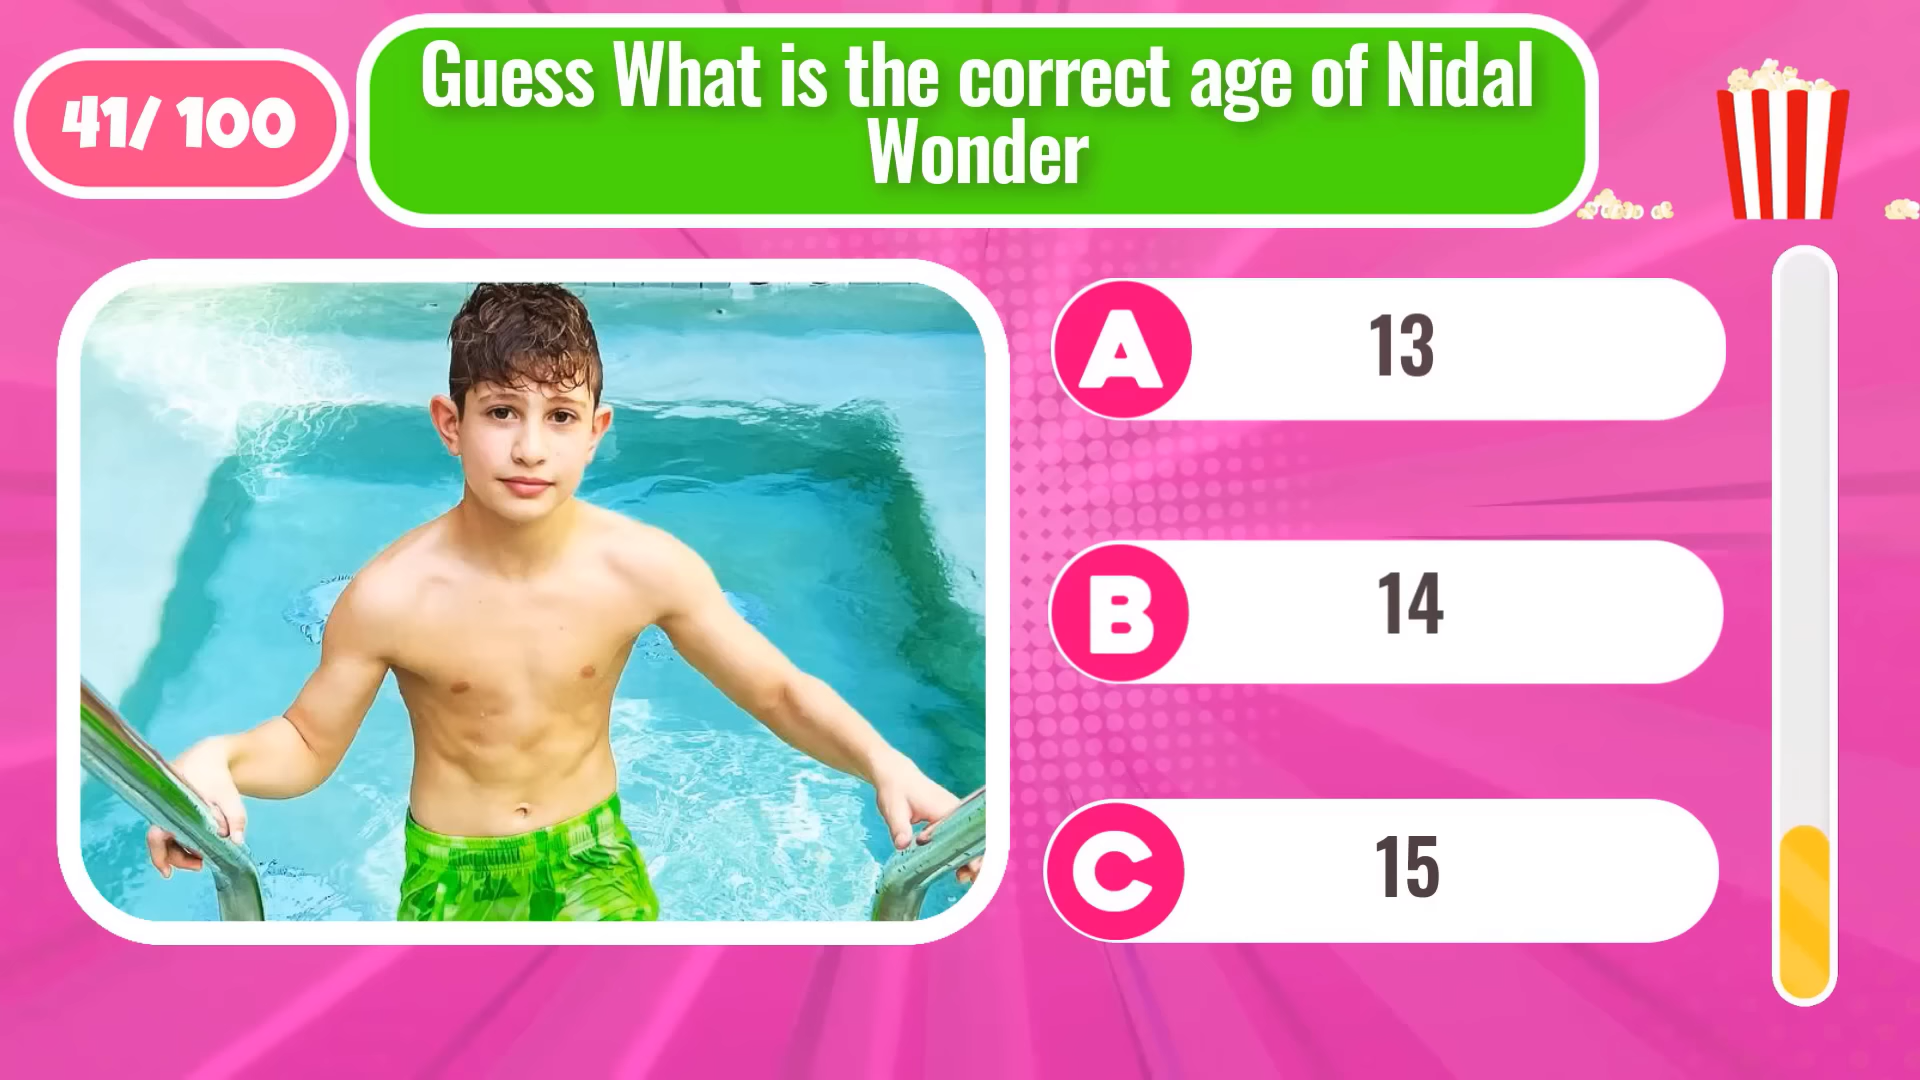 41/ 100
Guess What is the correct age of Nidal
Wonder
A 13
B 14
C 15